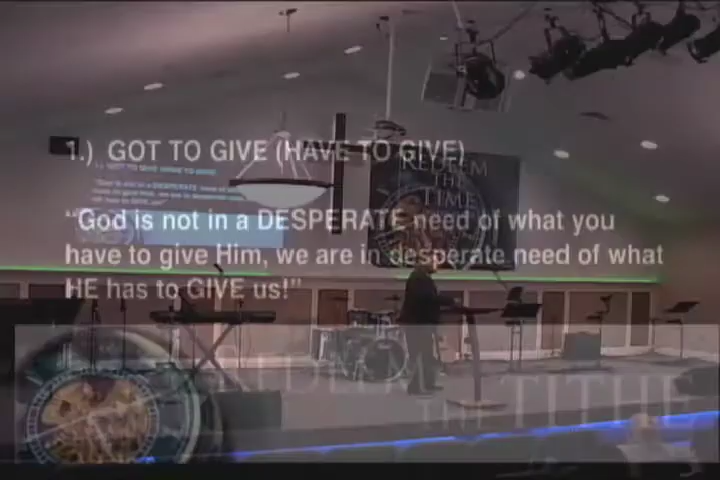 1.) GOT TO GIVE (HAVE TO GIVE)
REDEEM
THE
TIME
"God is not in a DESPERATE need of what you
have to give Him, we are in desperate need of what
HE has to GIVE us!"
THE TITHE